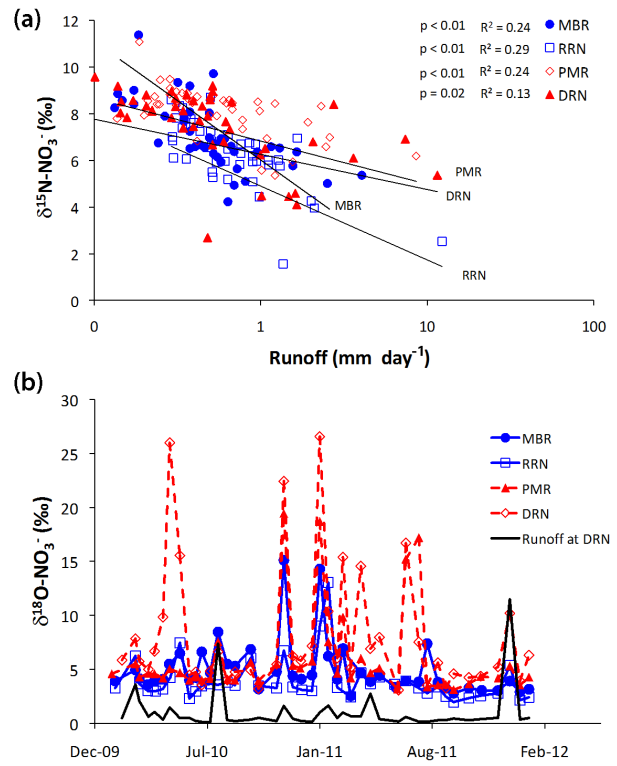 (a)
p < 0.01 R² = 0.24 MBR
p < 0.01 R² = 0.29 RRN
p < 0.01 R² = 0.24 PMR
p = 0.02 R² = 0.13 DRN
δ¹⁵N-NO₃⁻ (‰)
12
10
8
6
4
2
0
PMR
DRN
MBR
RRN
0 1 10 100
Runoff (mm day⁻¹)
(b)
δ¹⁸O-NO₃⁻ (‰)
30
25
20
15
10
5
0
MBR
RRN
PMR
DRN
Runoff at DRN
Dec-09 Jul-10 Jan-11 Aug-11 Feb-12